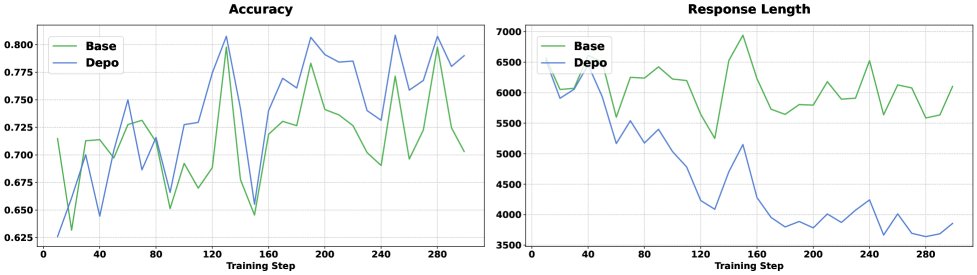 Accuracy
Base
Depo
0.800
0.775
0.750
0.725
0.700
0.675
0.650
0.625
0 40 80 120 160 200 240 280
Training Step
Response Length
Base
Depo
7000
6500
6000
5500
5000
4500
4000
3500
0 40 80 120 160 200 240 280
Training Step